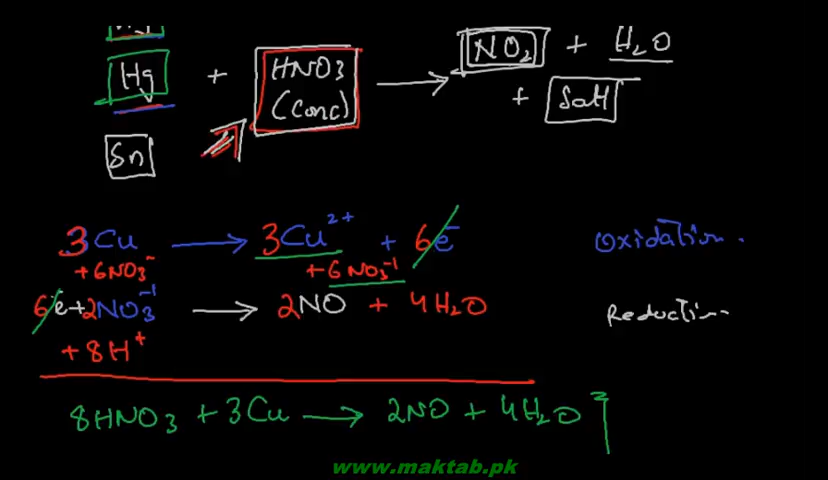 Hg + HNO3 (Conc) ⟶ NO₂ + H₂O
+ Salt
Sn
3Cu ⟶ 3Cu²⁺ + 6e⁻ Oxidation.
+6NO₃⁻ +6NO₃⁻¹
6e⁻+2NO₃⁻¹ ⟶ 2NO + 4H₂O Reduction
+8H⁺
8HNO₃ + 3Cu ⟶ 2NO + 4H₂O
www.maktab.pk